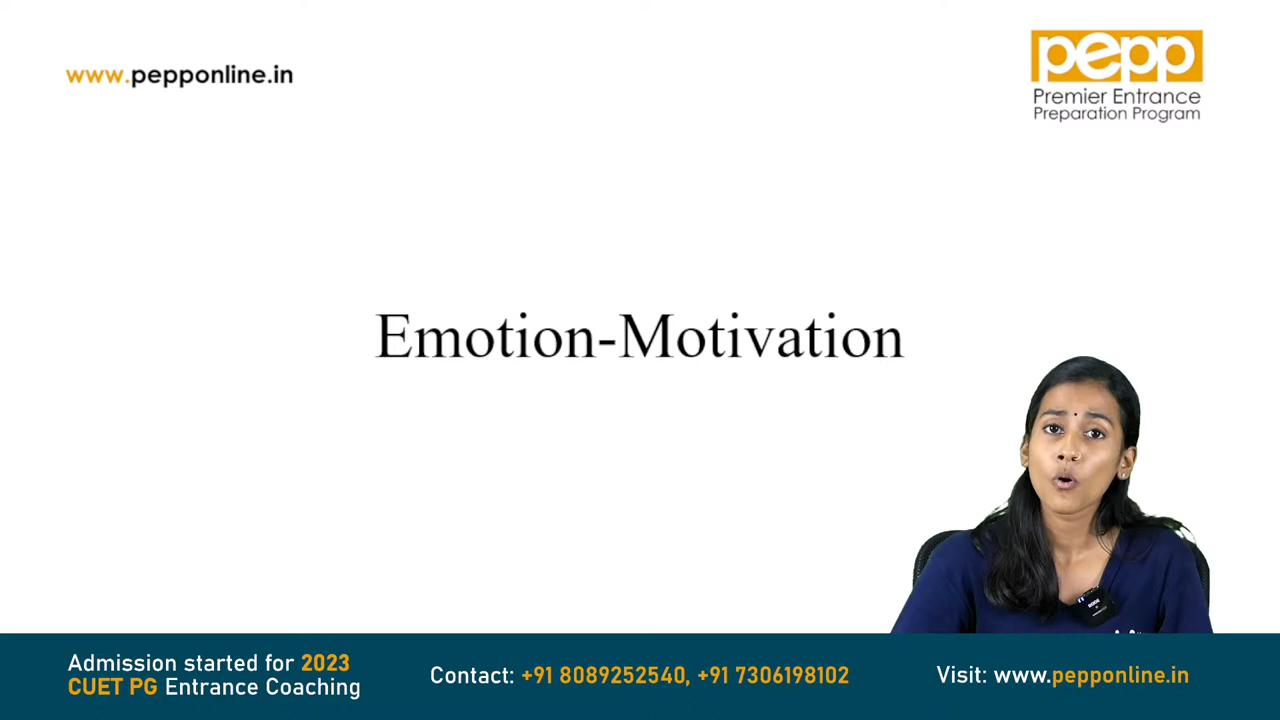 www.pepponline.in
pepp
Premier Entrance
Preparation Program
Emotion-Motivation
RODE
Admission started for 2023
CUET PG Entrance Coaching
Contact: +91 8089252540, +91 7306198102
Visit: www.pepponline.in